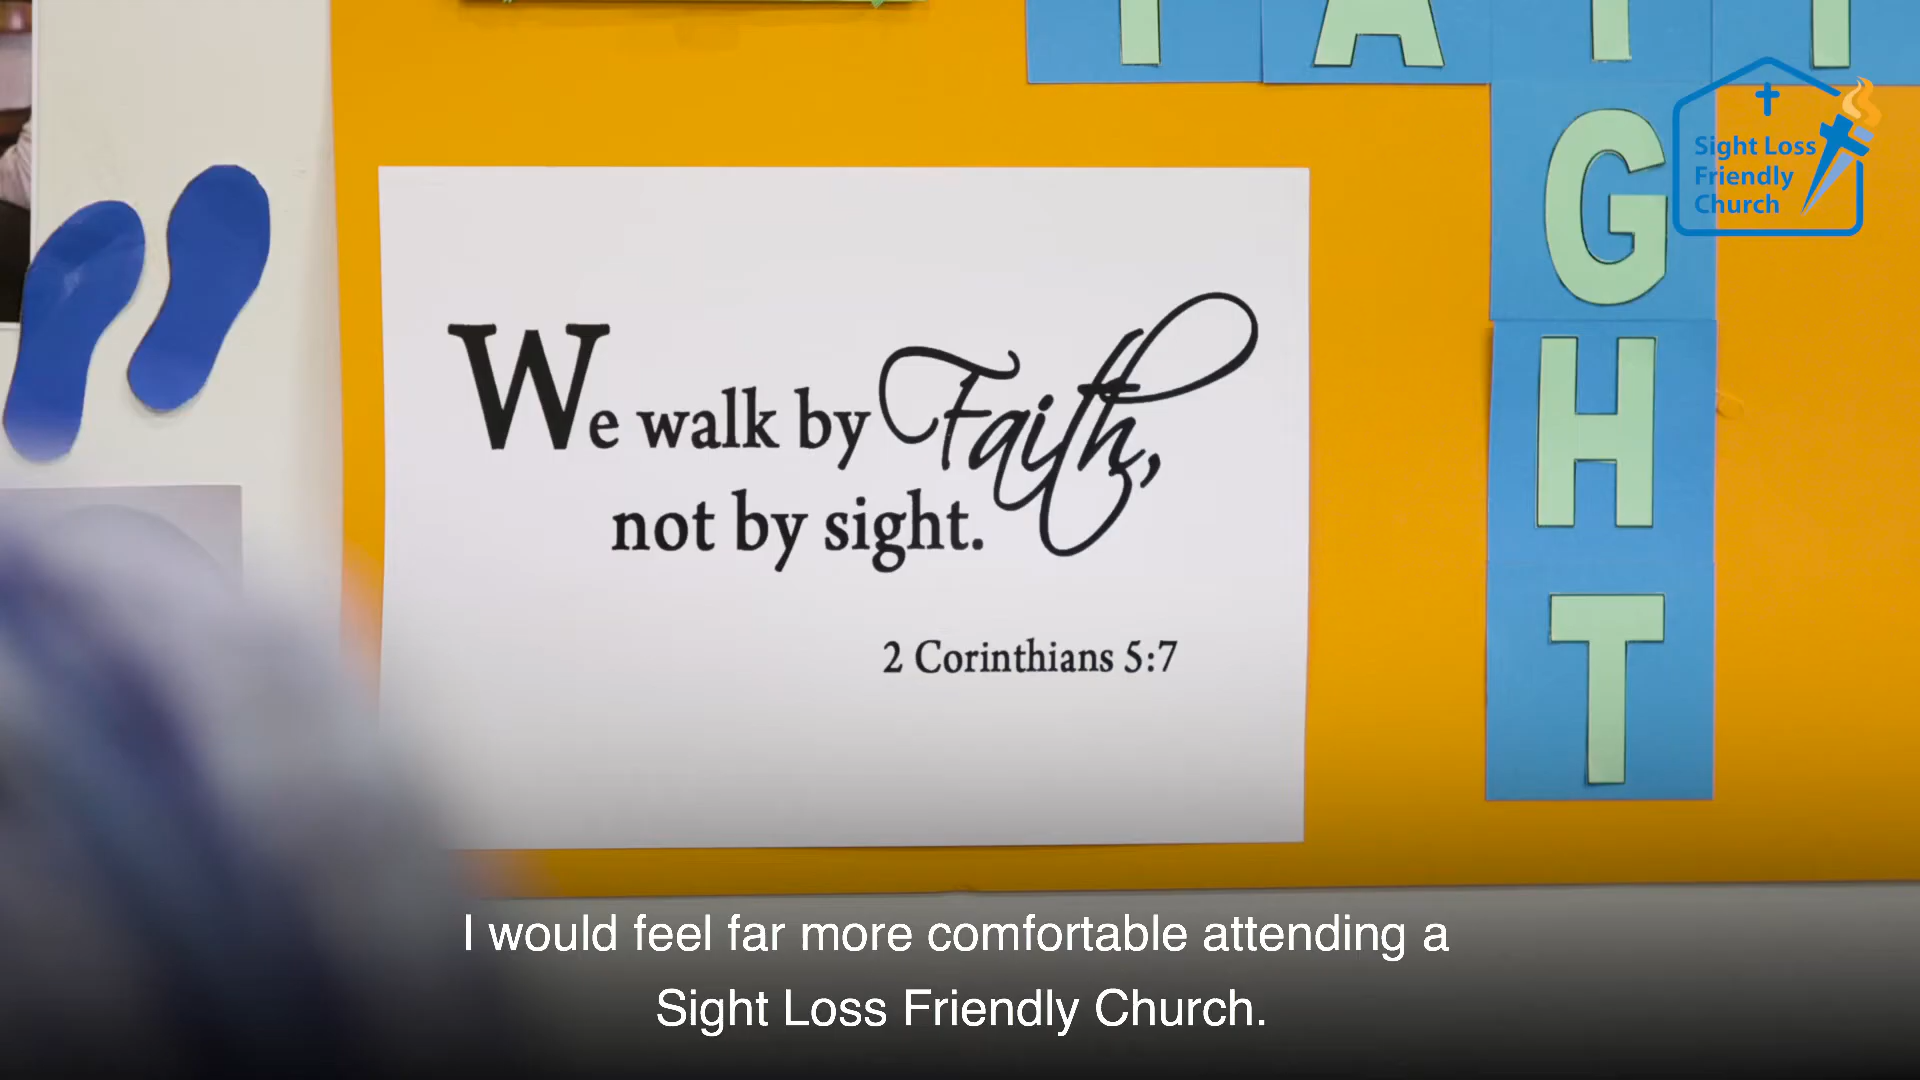 F A I T
G
H
T
Sight Loss
Friendly
Church
We walk by Faith,
not by sight.
2 Corinthians 5:7
I would feel far more comfortable attending a
Sight Loss Friendly Church.